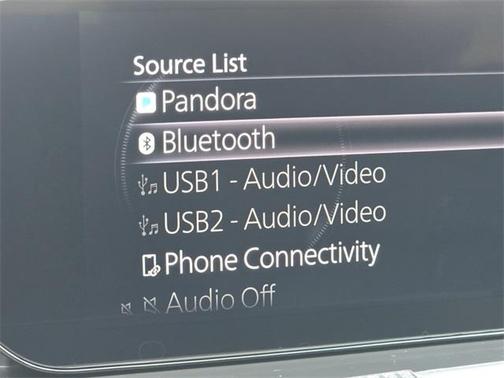 Source List
Pandora
Bluetooth
USB1 - Audio/Video
USB2 - Audio/Video
Phone Connectivity
Audio Off